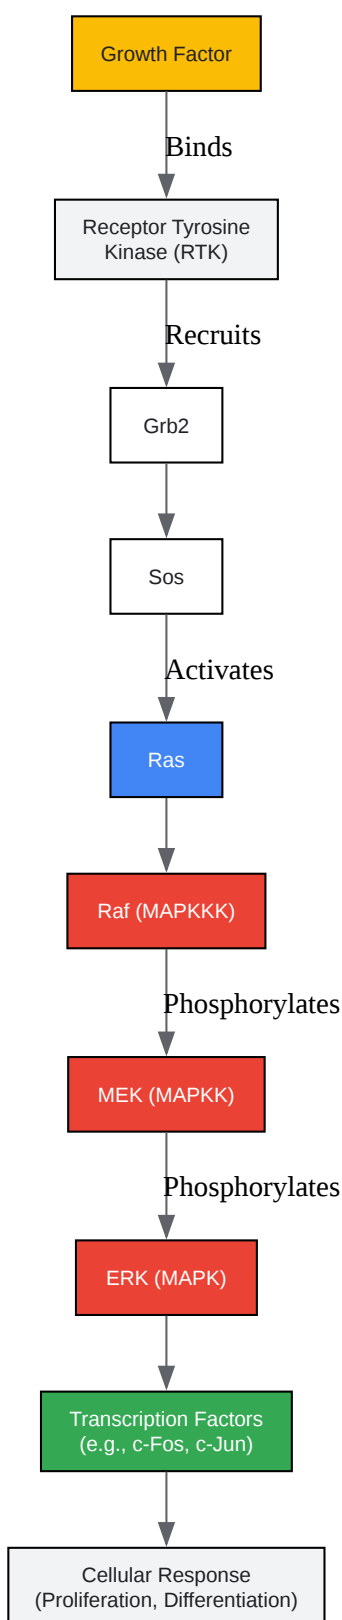 Growth Factor
Binds
Receptor Tyrosine
Kinase (RTK)
Recruits
Grb2
Sos
Activates
Ras
Raf (MAPKKK)
Phosphorylates
MEK (MAPKK)
Phosphorylates
ERK (MAPK)
Transcription Factors
(e.g., c-Fos, c-Jun)
Cellular Response
(Proliferation, Differentiation)